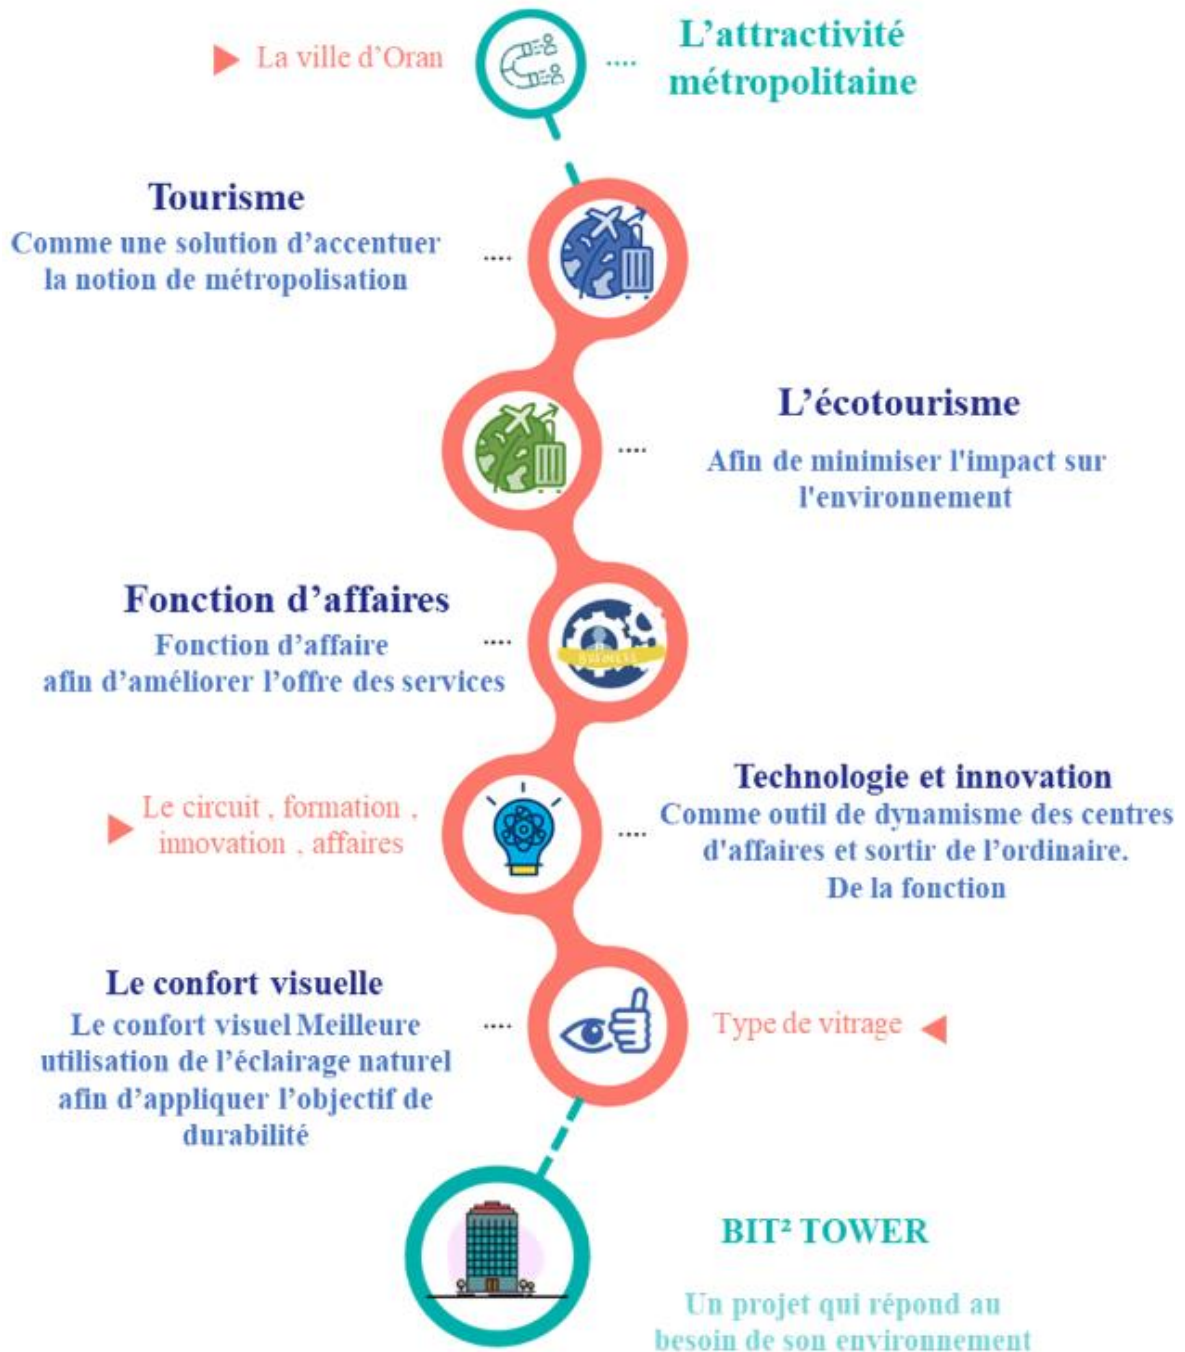 La ville d’Oran
L’attractivité
métropolitaine
Tourisme
Comme une solution d’accentuer
la notion de métropolisation
L’écotourisme
Afin de minimiser l'impact sur
l'environnement
Fonction d’affaires
Fonction d’affaire
afin d’améliorer l’offre des services
BUSINESS
Le circuit , formation ,
innovation , affaires
Technologie et innovation
Comme outil de dynamisme des centres
d'affaires et sortir de l’ordinaire.
De la fonction
Le confort visuelle
Le confort visuel Meilleure
utilisation de l’éclairage naturel
afin d’appliquer l’objectif de
durabilité
Type de vitrage
BIT² TOWER
Un projet qui répond au
besoin de son environnement